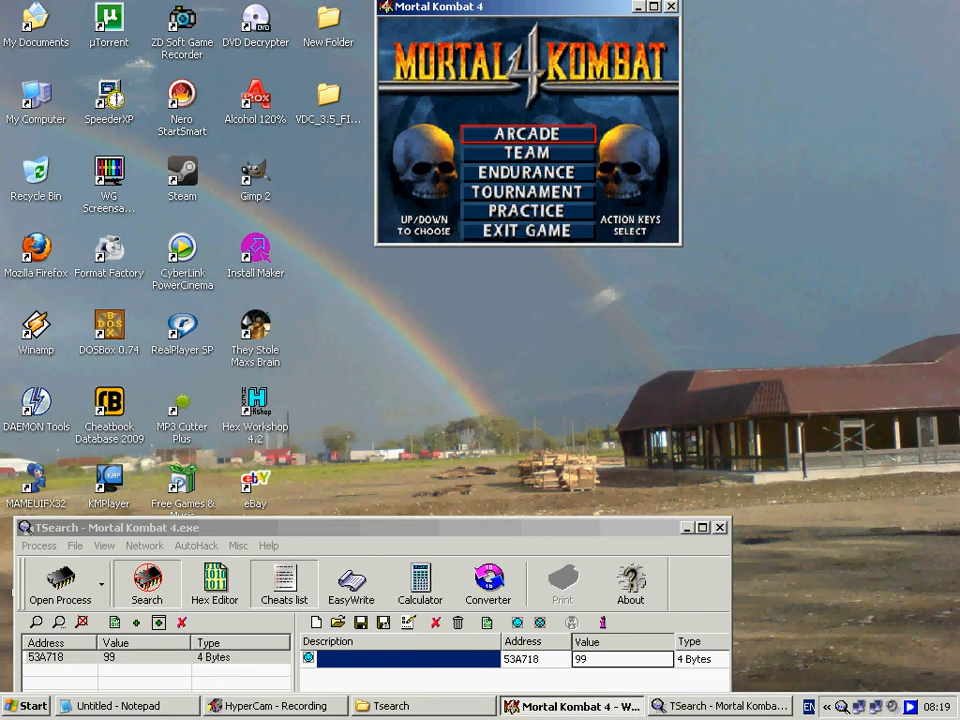 My Documents
µTorrent
ZD Soft Game
Recorder
DVD Decrypter
New Folder
My Computer
SpeederXP
Nero
StartSmart
Alcohol 120%
VDC_3.5_FI...
Recycle Bin
WG
Screensa...
Steam
Gimp 2
Mozilla Firefox
Format Factory
CyberLink
PowerCinema
Install Maker
Winamp
DOSBox 0.74
RealPlayer SP
They Stole
Maxs Brain
DAEMON Tools
Cheatbook
Database 2009
MP3 Cutter
Plus
Hex Workshop
4.2
MAMEUIFX32
KMPlayer
Free Games &
Music
eBay
Mortal Kombat 4
MORTAL 4 KOMBAT
ARCADE
TEAM
ENDURANCE
TOURNAMENT
PRACTICE
EXIT GAME
UP/DOWN
TO CHOOSE
ACTION KEYS
SELECT
TSearch - Mortal Kombat 4.exe
Process File View Network AutoHack Misc Help
Open Process Search Hex Editor Cheats list EasyWrite Calculator Converter Print About
Address Value Type
53A718 99 4 Bytes
Description Address Value Type
53A718 99 4 Bytes
Start Untitled - Notepad HyperCam - Recording Tsearch Mortal Kombat 4 - W... TSearch - Mortal Komba... EN « 08:19